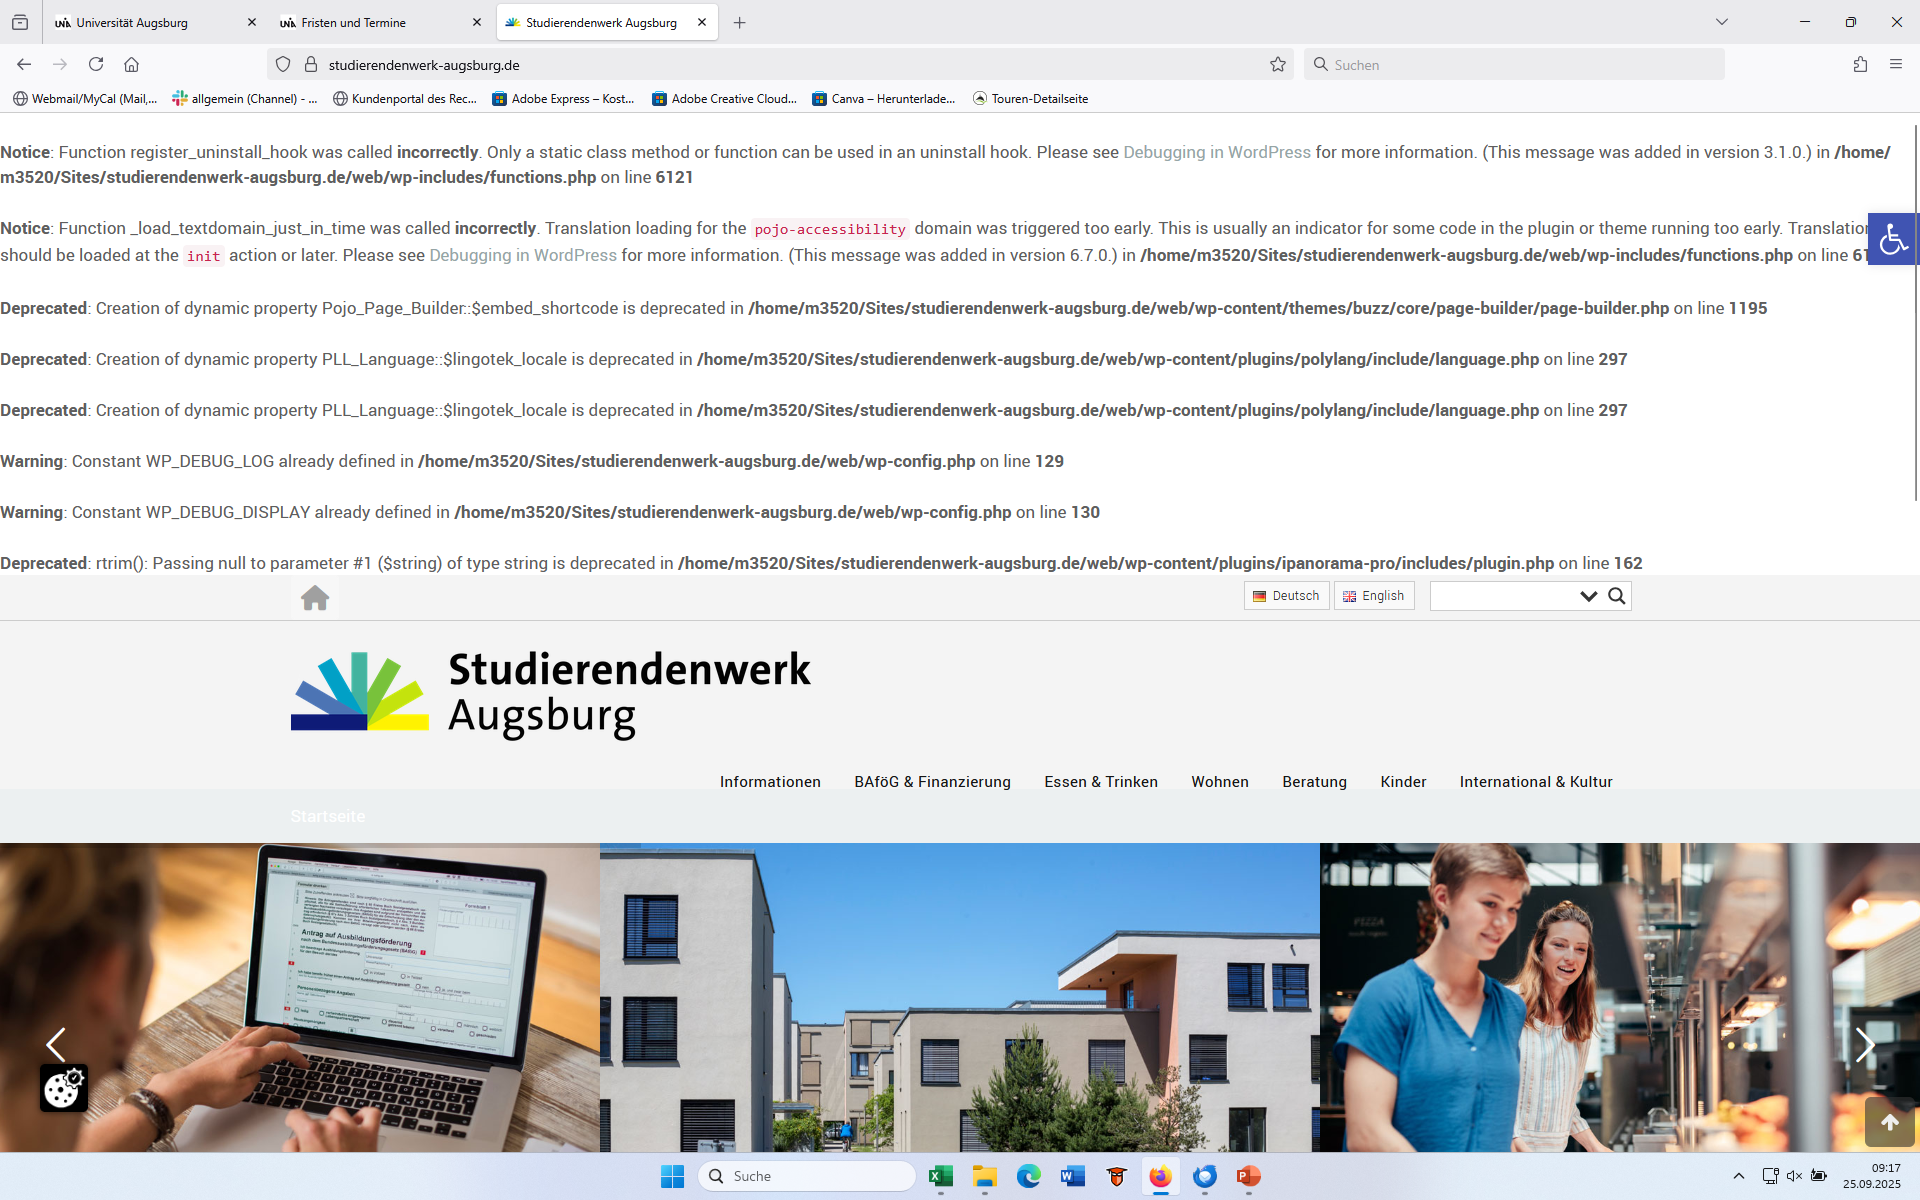 Universität Augsburg
Fristen und Termine
Studierendenwerk Augsburg
studierendenwerk-augsburg.de
Suchen
Webmail/MyCal (Mail,...
allgemein (Channel) - ...
Kundenportal des Rec...
Adobe Express – Kost...
Adobe Creative Cloud...
Canva – Herunterlade...
Touren-Detailseite
Notice: Function register_uninstall_hook was called incorrectly. Only a static class method or function can be used in an uninstall hook. Please see Debugging in WordPress for more information. (This message was added in version 3.1.0.) in /home/
m3520/Sites/studierendenwerk-augsburg.de/web/wp-includes/functions.php on line 6121
Notice: Function _load_textdomain_just_in_time was called incorrectly. Translation loading for the pojo-accessibility domain was triggered too early. This is usually an indicator for some code in the plugin or theme running too early. Translation
should be loaded at the init action or later. Please see Debugging in WordPress for more information. (This message was added in version 6.7.0.) in /home/m3520/Sites/studierendenwerk-augsburg.de/web/wp-includes/functions.php on line
Deprecated: Creation of dynamic property Pojo_Page_Builder::$embed_shortcode is deprecated in /home/m3520/Sites/studierendenwerk-augsburg.de/web/wp-content/themes/buzz/core/page-builder/page-builder.php on line 1195
Deprecated: Creation of dynamic property PLL_Language::$lingotek_locale is deprecated in /home/m3520/Sites/studierendenwerk-augsburg.de/web/wp-content/plugins/polylang/include/language.php on line 297
Deprecated: Creation of dynamic property PLL_Language::$lingotek_locale is deprecated in /home/m3520/Sites/studierendenwerk-augsburg.de/web/wp-content/plugins/polylang/include/language.php on line 297
Warning: Constant WP_DEBUG_LOG already defined in /home/m3520/Sites/studierendenwerk-augsburg.de/web/wp-config.php on line 129
Warning: Constant WP_DEBUG_DISPLAY already defined in /home/m3520/Sites/studierendenwerk-augsburg.de/web/wp-config.php on line 130
Deprecated: rtrim(): Passing null to parameter #1 ($string) of type string is deprecated in /home/m3520/Sites/studierendenwerk-augsburg.de/web/wp-content/plugins/ipanorama-pro/includes/plugin.php on line 162
Deutsch
English
Studierendenwerk
Augsburg
Informationen
BAföG & Finanzierung
Essen & Trinken
Wohnen
Beratung
Kinder
International & Kultur
Startseite
Formblatt 1
Antrag auf Ausbildungsförderung
PIZZA
Suche
09:17
25.09.2025